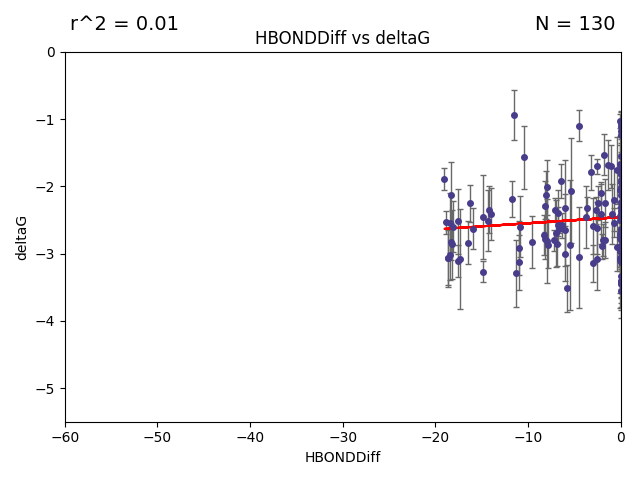 r^2 = 0.01
N = 130
HBONDDiff vs deltaG
0
−1
−2
−3
−4
−5
deltaG
−60
−50
−40
−30
−20
−10
0
HBONDDiff